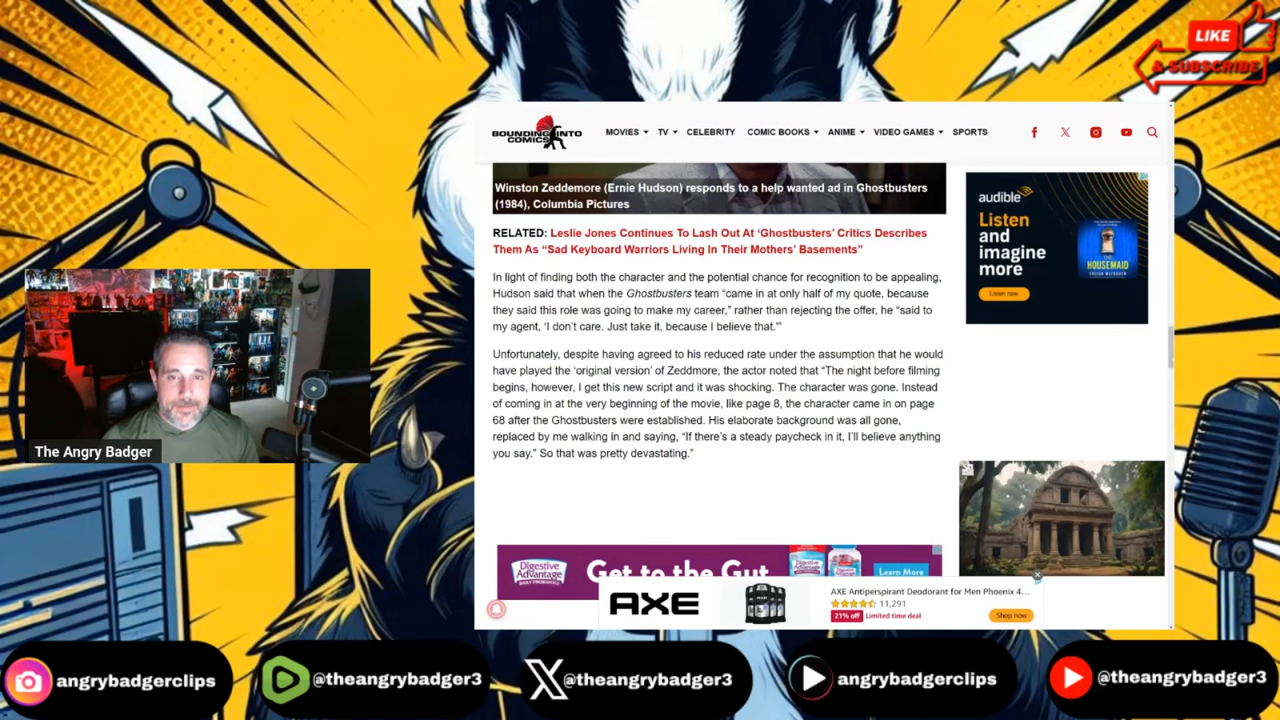 LIKE
& SUBSCRIBE
BOUNDING INTO
COMICS
MOVIES TV CELEBRITY COMIC BOOKS ANIME VIDEO GAMES SPORTS
Winston Zeddemore (Ernie Hudson) responds to a help wanted ad in Ghostbusters
(1984), Columbia Pictures
RELATED: Leslie Jones Continues To Lash Out At ‘Ghostbusters’ Critics Describes
Them As “Sad Keyboard Warriors Living In Their Mothers’ Basements”
In light of finding both the character and the potential chance for recognition to be appealing,
Hudson said that when the Ghostbusters team “came in at only half of my quote, because
they said this role was going to make my career,” rather than rejecting the offer, he “said to
my agent, ‘I don’t care. Just take it, because I believe that.’”
Unfortunately, despite having agreed to his reduced rate under the assumption that he would
have played the ‘original version’ of Zeddmore, the actor noted that “The night before filming
begins, however, I get this new script and it was shocking. The character was gone. Instead
of coming in at the very beginning of the movie, like page 8, the character came in on page
68 after the Ghostbusters were established. His elaborate background was all gone,
replaced by me walking in and saying, “If there’s a steady paycheck in it, I’ll believe anything
you say.” So that was pretty devastating.”
audible
Listen
and
imagine
more
Listen now
THE
HOUSEMAID
The Angry Badger
Digestive
Advantage
Get to the Gut
Learn More
AXE
AXE Antiperspirant Deodorant for Men Phoenix 4...
11,291
21% off Limited time deal
Shop now
angrybadgerclips
@theangrybadger3
@theangrybadger3
angrybadgerclips
@theangrybadger3